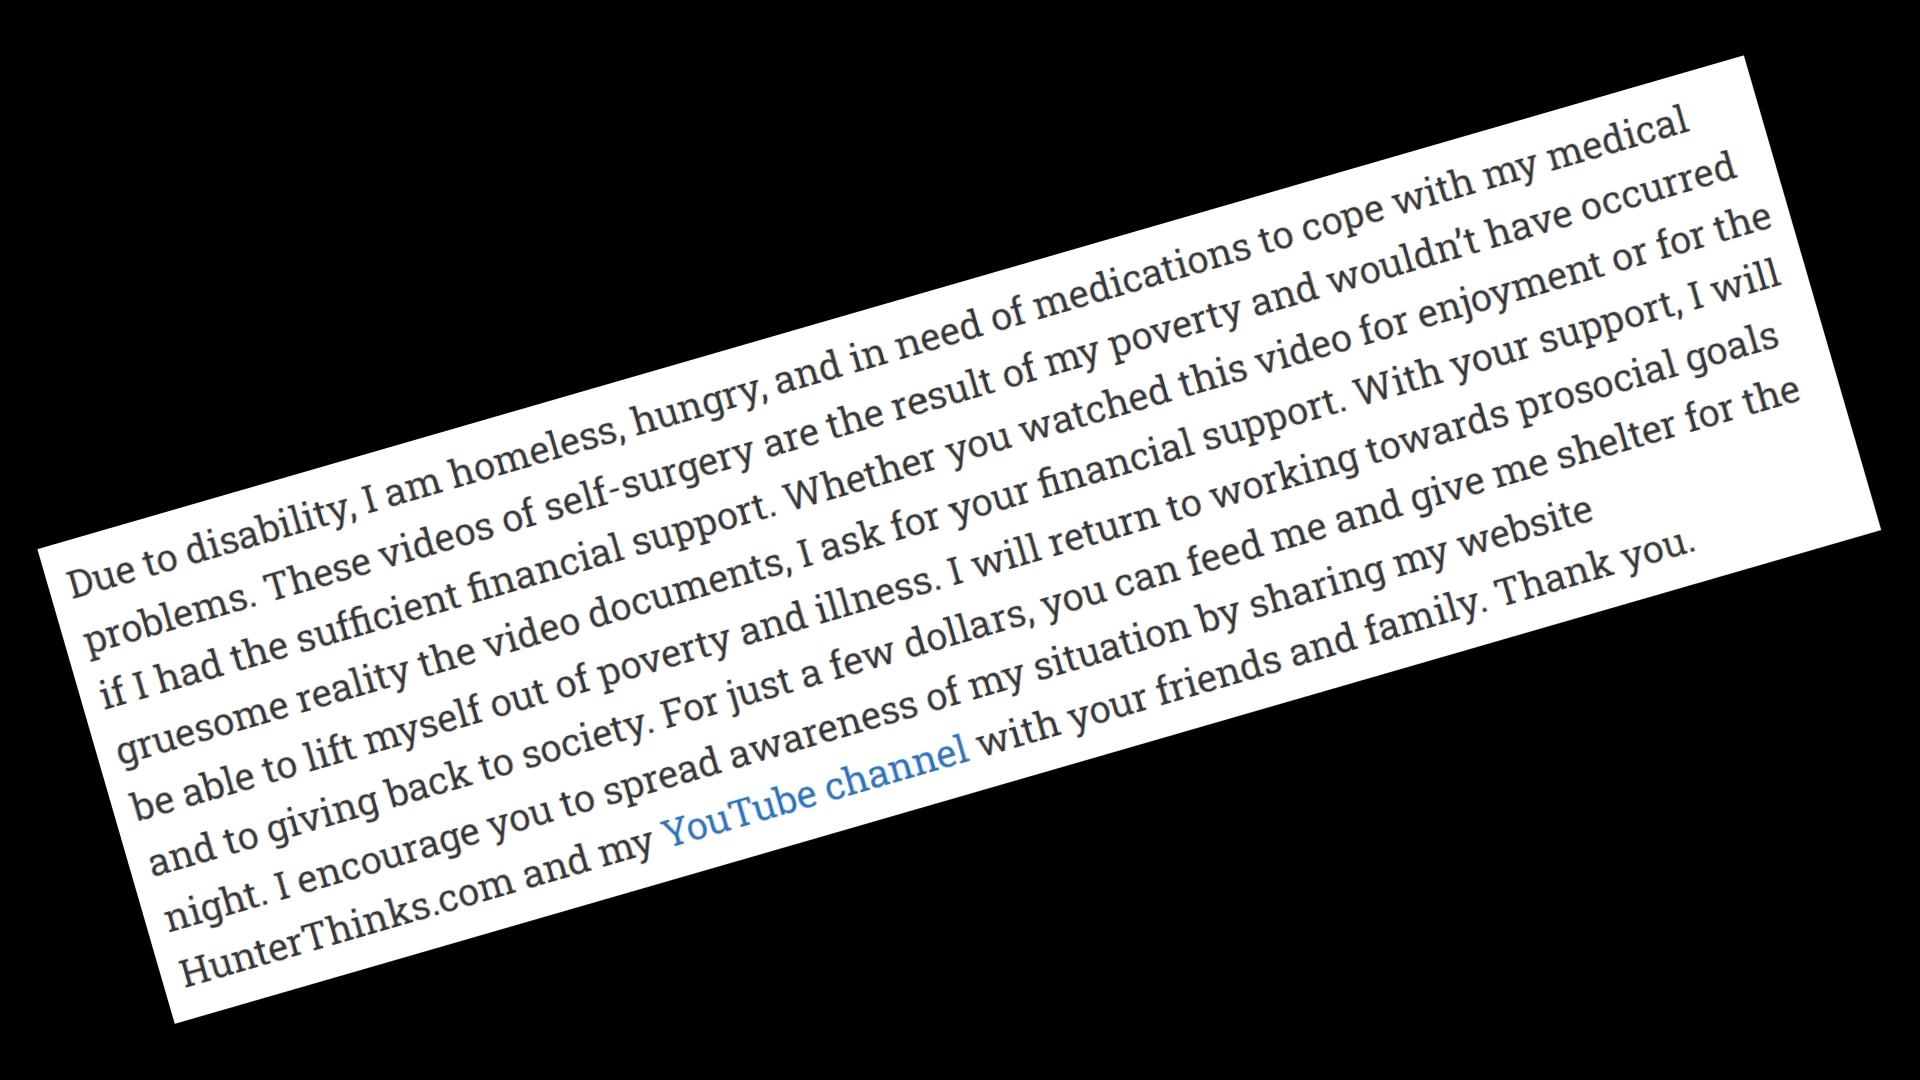 Due to disability, I am homeless, hungry, and in need of medications to cope with my medical
problems. These videos of self-surgery are the result of my poverty and wouldn't have occurred
if I had the sufficient financial support. Whether you watched this video for enjoyment or for the
gruesome reality the video documents, I ask for your financial support. With your support, I will
be able to lift myself out of poverty and illness. I will return to working towards prosocial goals
and to giving back to society. For just a few dollars, you can feed me and give me shelter for the
night. I encourage you to spread awareness of my situation by sharing my website
HunterThinks.com and my YouTube channel with your friends and family. Thank you.